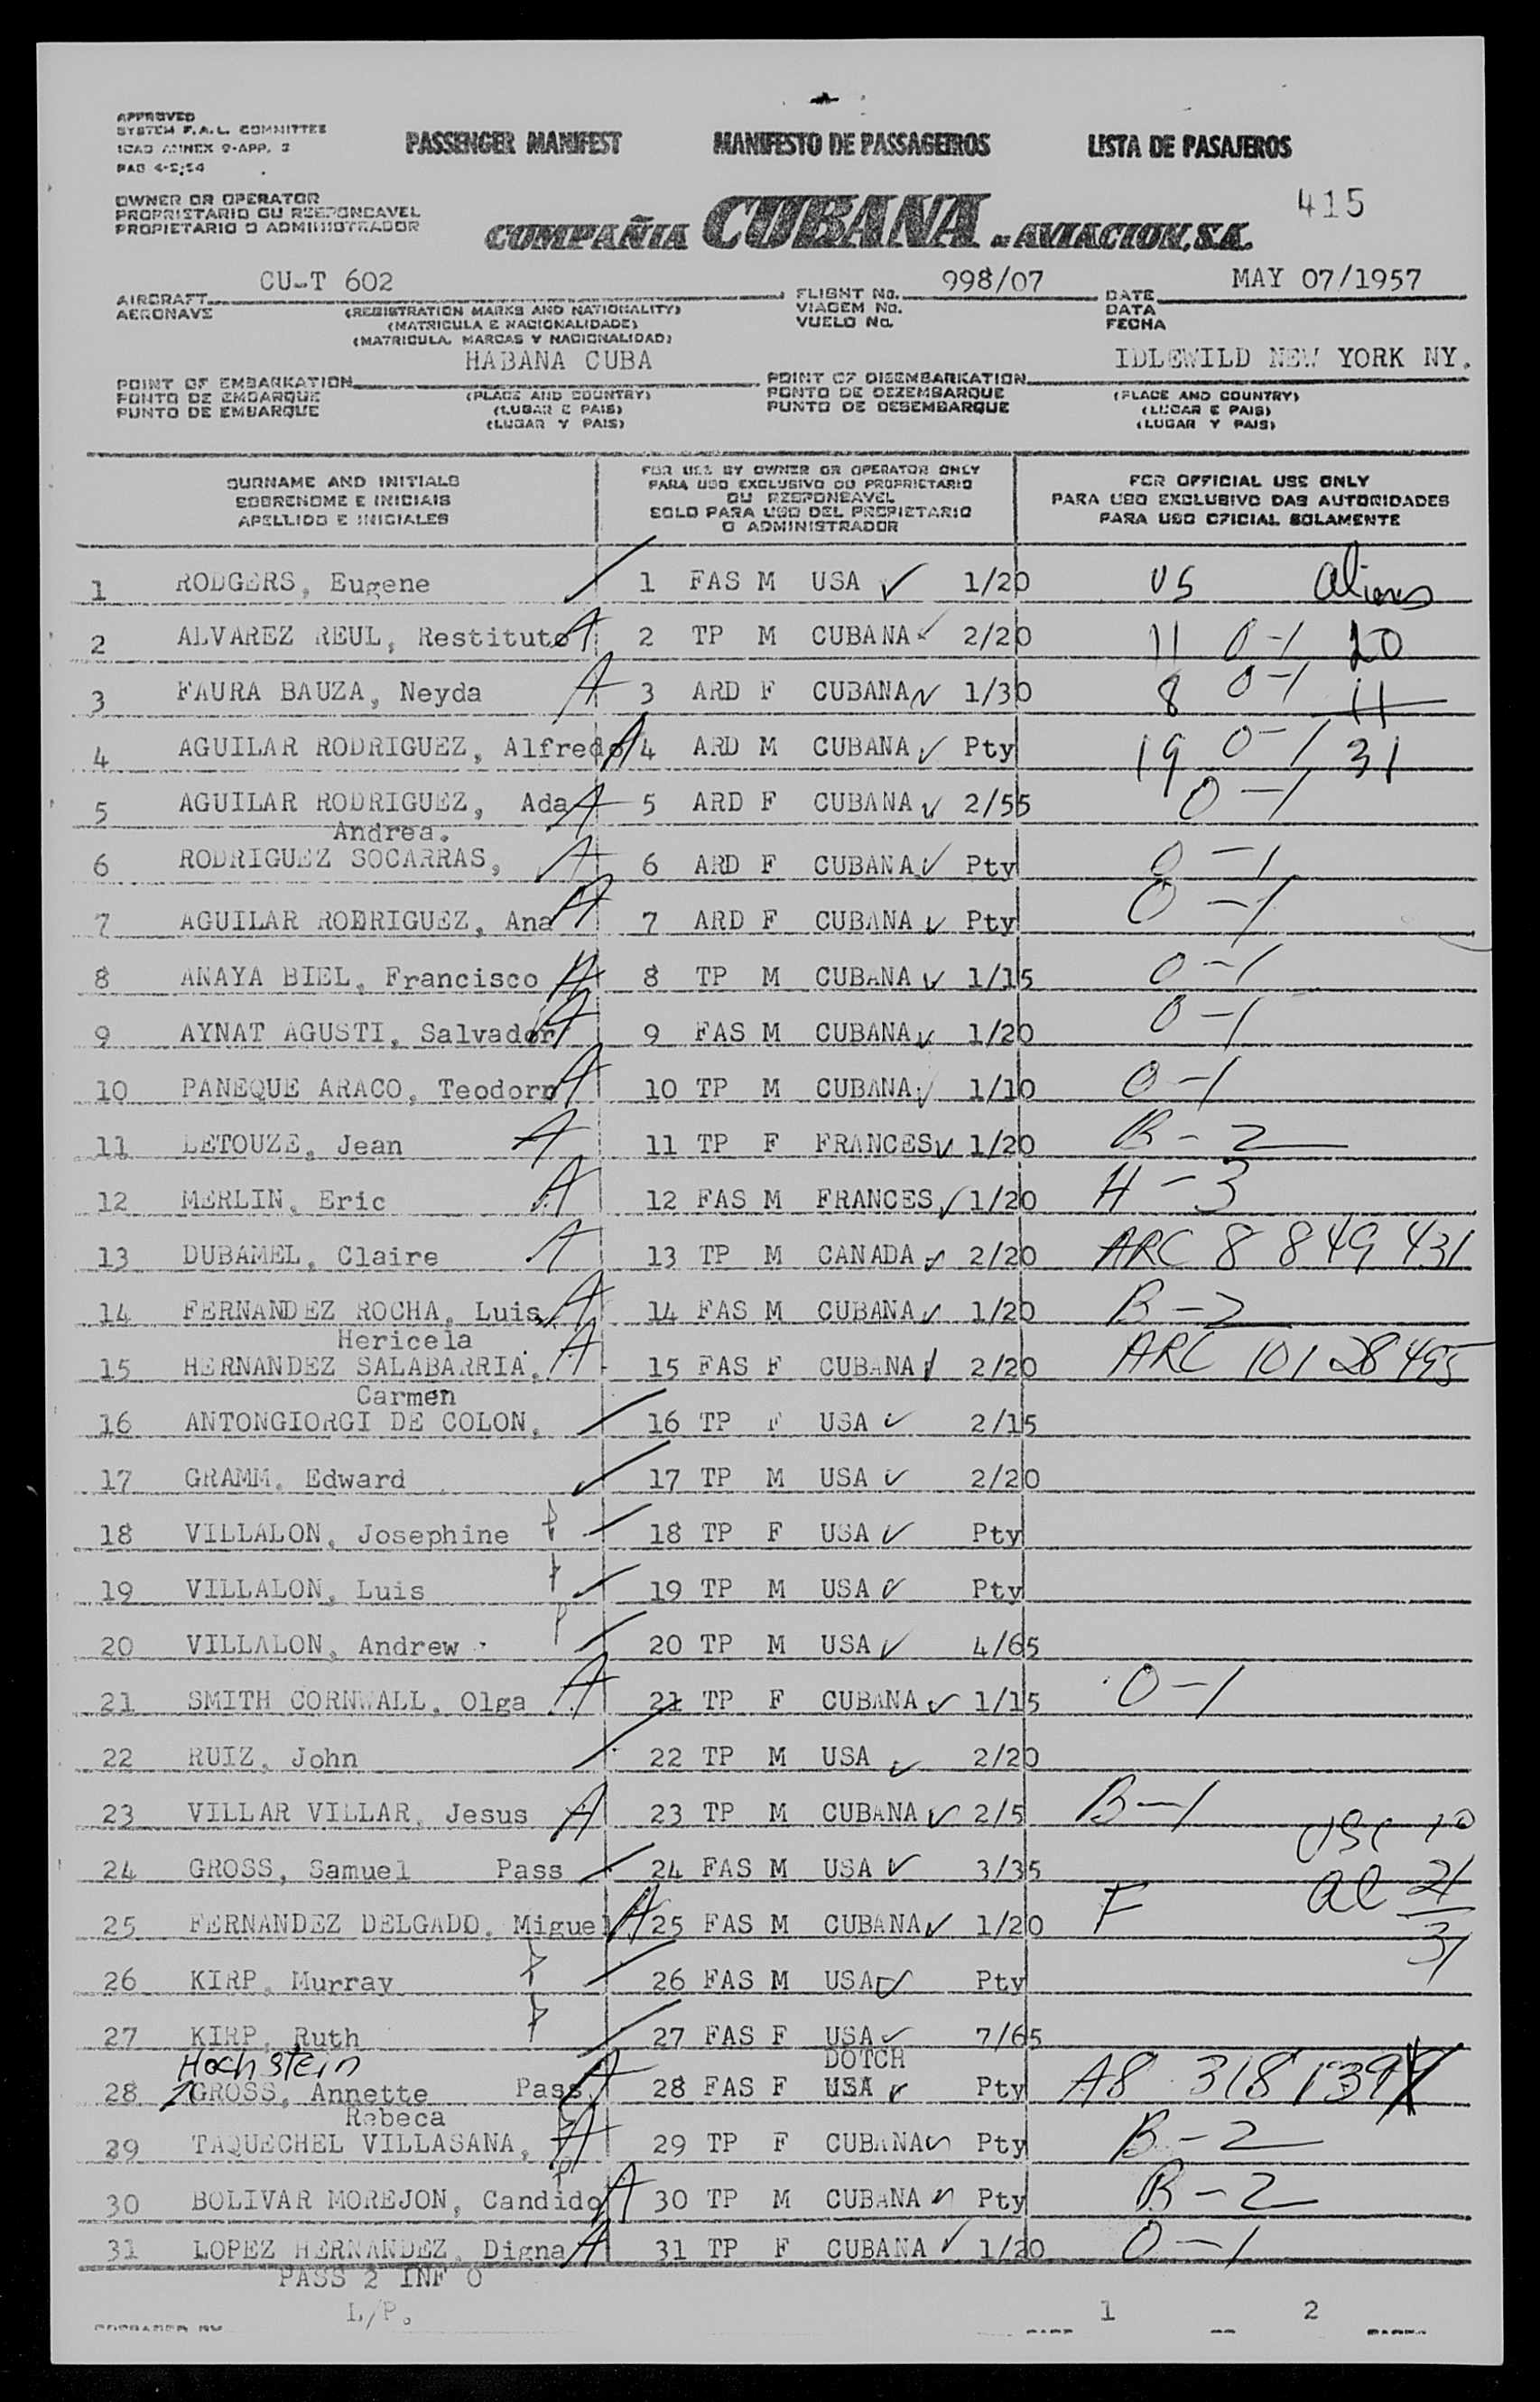 APPROVED
SYSTEM F.A.L. COMMITTEE
ICAO ANNEX 9-APP. 3
PASSENGER MANIFEST MANIFESTO DE PASSAGEIROS LISTA DE PASAJEROS
OWNER OR OPERATOR
PROPRIETARIO OU RESPONSAVEL
PROPIETARIO O ADMINISTRADOR
415
COMPAÑIA CUBANA DE AVIACION, S.A.
CU-T 602 998/07 MAY 07/1957
AIRCRAFT FLIGHT No. DATE
AERONAVE (REGISTRATION MARKS AND NATIONALITY) VIAGEM No. DATA
(MATRICULA E NACIONALIDADE) VUELO No. FECHA
(MATRICULA, MARCAS Y NACIONALIDAD)
HABANA CUBA IDLEWILD NEW YORK NY.
POINT OF EMBARKATION POINT OF DISEMBARKATION
PONTO DE EMBARQUE (PLACE AND COUNTRY) PONTO DE DEZEMBARQUE (PLACE AND COUNTRY)
PUNTO DE EMBARQUE (LUGAR E PAIS) PUNTO DE DESEMBARQUE (LUGAR E PAIS)
(LUGAR Y PAIS) (LUGAR Y PAIS)
SURNAME AND INITIALS FOR USE BY OWNER OR OPERATOR ONLY FOR OFFICIAL USE ONLY
SOBRENOME E INICIAIS PARA USO EXCLUSIVO DO PROPRIETARIO PARA USO EXCLUSIVO DAS AUTORIDADES
OU RESPONSAVEL
APELLIDO E INICIALES SOLO PARA USO DEL PROPIETARIO PARA USO OFICIAL SOLAMENTE
O ADMINISTRADOR
1 RODGERS, Eugene 1 FAS M USA 1/20 US Aliens
2 ALVAREZ REUL, Restituto A 2 TP M CUBANA 2/20 11 0-1 20
3 FAURA BAUZA, Neyda A 3 ARD F CUBANA 1/30 8 0-1 11
4 AGUILAR RODRIGUEZ, Alfredo A 4 ARD M CUBANA Pty 19 0-1 31
5 AGUILAR RODRIGUEZ, Ada A 5 ARD F CUBANA 2/55 0-1
Andrea.
6 RODRIGUEZ SOCARRAS, A 6 ARD F CUBANA Pty 0-1
7 AGUILAR RODRIGUEZ, Ana A 7 ARD F CUBANA Pty 0-1
8 ANAYA BIEL, Francisco A 8 TP M CUBANA 1/15 0-1
9 AYNAT AGUSTI, Salvador A 9 FAS M CUBANA 1/20 0-1
10 PANEQUE ARACO, Teodoro A 10 TP M CUBANA 1/10 0-1
11 LETOUZE, Jean A 11 TP F FRANCES 1/20 B-2
12 MERLIN, Eric A 12 FAS M FRANCES 1/20 H-3
13 DUBAMEL, Claire A 13 TP M CANADA 2/20 ARC 8 849 431
14 FERNANDEZ ROCHA, Luis A 14 FAS M CUBANA 1/20 B-2
Hericela
15 HERNANDEZ SALABARRIA, A 15 FAS F CUBANA 2/20 ARC 10128495
Carmen
16 ANTONGIORGI DE COLON, 16 TP F USA 2/15
17 GRAMM, Edward 17 TP M USA 2/20
18 VILLALON, Josephine 18 TP F USA Pty
19 VILLALON, Luis 19 TP M USA Pty
20 VILLALON, Andrew 20 TP M USA 4/65
21 SMITH CORNWALL, Olga A 21 TP F CUBANA 1/15 0-1
22 RUIZ, John 22 TP M USA 2/20
23 VILLAR VILLAR, Jesus A 23 TP M CUBANA 2/5 B-1
USC 10
24 GROSS, Samuel Pass 24 FAS M USA 3/35 al 21
25 FERNANDEZ DELGADO, Miguel A 25 FAS M CUBANA 1/20 F 31
26 KIRP, Murray 26 FAS M USA Pty
27 KIRP, Ruth 27 FAS F USA 7/65
Hochstein DOTCH
28 GROSS, Annette Pass. A 28 FAS F USA Pty A8 318 139
Rebeca
29 TAQUECHEL VILLASANA, A 29 TP F CUBANA Pty B-2
30 BOLIVAR MOREJON, Candido A 30 TP M CUBANA Pty B-2
31 LOPEZ HERNANDEZ, Digna A 31 TP F CUBANA 1/20 0-1
PASS 2 INF 0
L/P. 1 2